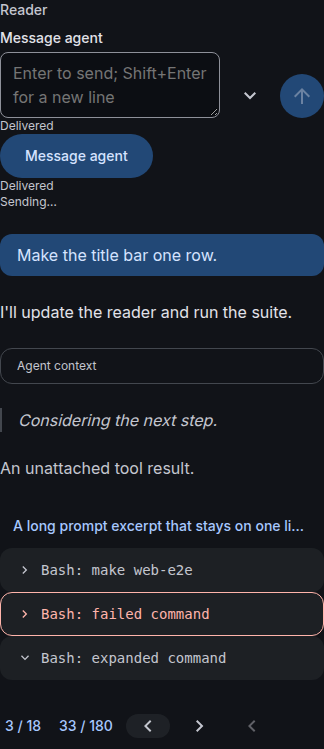 Reader
Message agent
Enter to send; Shift+Enter
for a new line
Delivered
Message agent
Delivered
Sending...
Make the title bar one row.
I'll update the reader and run the suite.
Agent context
Considering the next step.
An unattached tool result.
A long prompt excerpt that stays on one li...
Bash: make web-e2e
Bash: failed command
Bash: expanded command
3 / 18 33 / 180